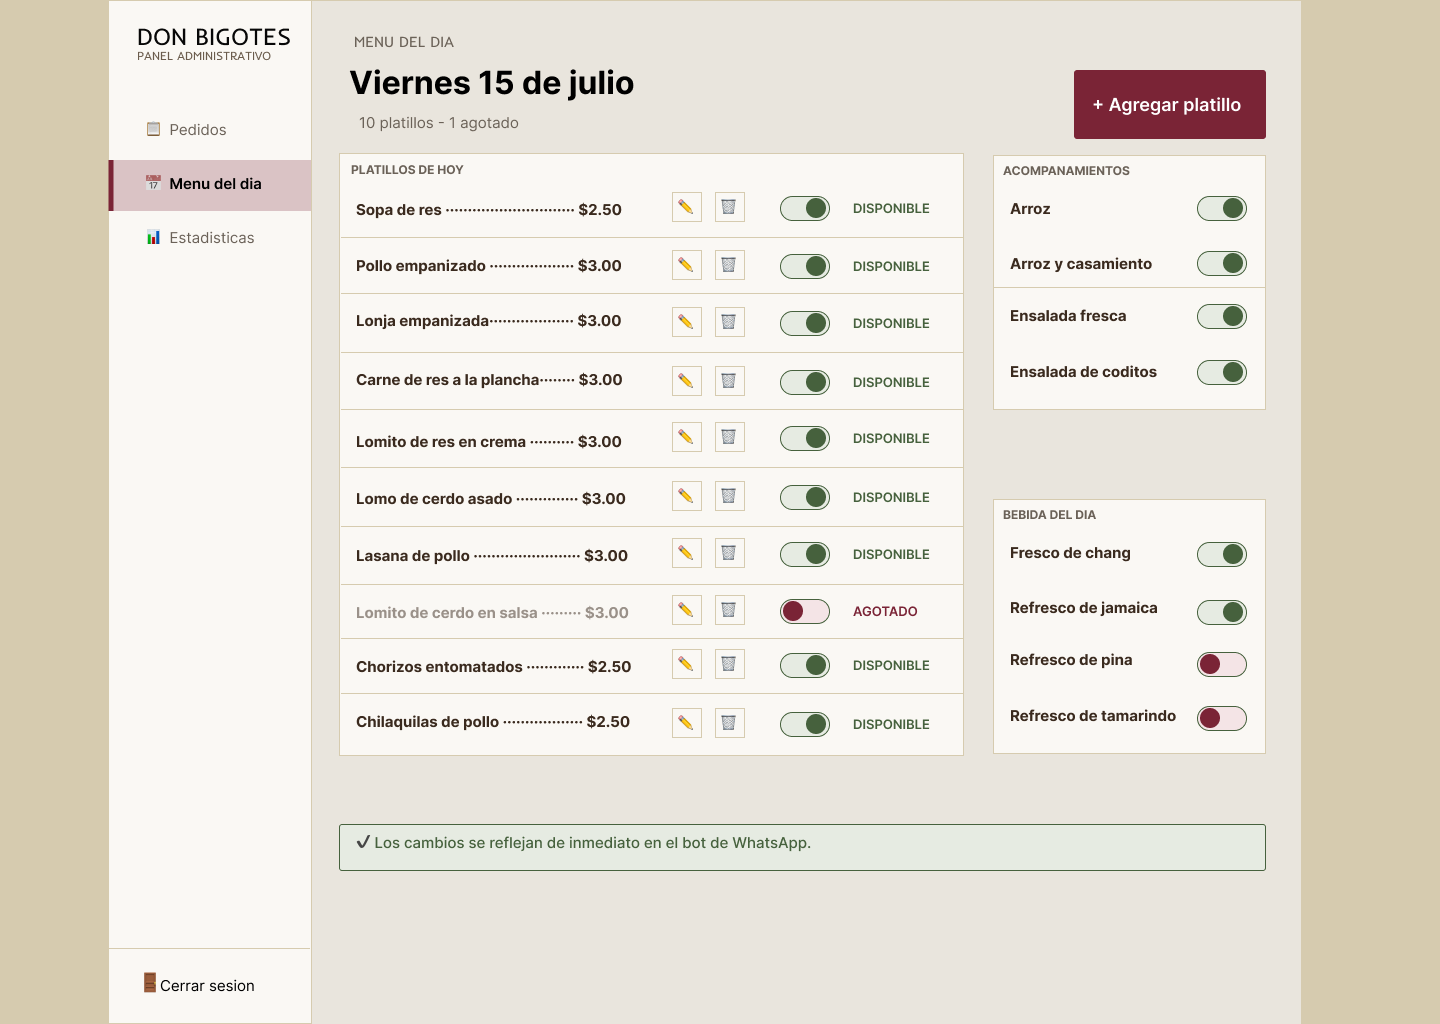 DON BIGOTES
PANEL ADMINISTRATIVO
Pedidos
17 Menu del dia
Estadisticas
Cerrar sesion
MENU DEL DIA
Viernes 15 de julio
10 platillos - 1 agotado
+ Agregar platillo
PLATILLOS DE HOY
Sopa de res ····························· $2.50 DISPONIBLE
Pollo empanizado ··················· $3.00 DISPONIBLE
Lonja empanizada··················· $3.00 DISPONIBLE
Carne de res a la plancha········ $3.00 DISPONIBLE
Lomito de res en crema ·········· $3.00 DISPONIBLE
Lomo de cerdo asado ·············· $3.00 DISPONIBLE
Lasana de pollo ························ $3.00 DISPONIBLE
Lomito de cerdo en salsa ········· $3.00 AGOTADO
Chorizos entomatados ············· $2.50 DISPONIBLE
Chilaquilas de pollo ·················· $2.50 DISPONIBLE
ACOMPANAMIENTOS
Arroz
Arroz y casamiento
Ensalada fresca
Ensalada de coditos
BEBIDA DEL DIA
Fresco de chang
Refresco de jamaica
Refresco de pina
Refresco de tamarindo
✔ Los cambios se reflejan de inmediato en el bot de WhatsApp.